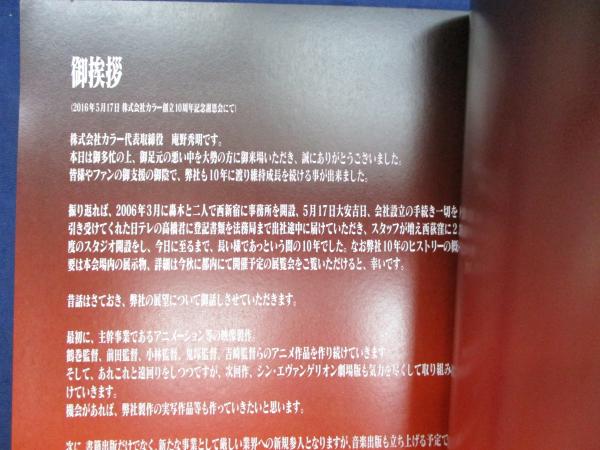 御挨拶
(2016年5月17日 株式会社カラー創立10周年記念謝恩会にて)
株式会社カラー代表取締役 庵野秀明です。
本日は御多忙の上、御足元の悪い中を大勢の方に御来場いただき、誠にありがとうございました。
皆様やファンの御支援の御陰で、弊社も10年に渡り維持成長を続ける事が出来ました。
振り返れば、2006年3月に轟木と二人で西新宿に事務所を開設、5月17日大安吉日、会社設立の手続き一切を
引き受けてくれた日テレの高橋君に登記書類を法務局まで出社途中に届けていただき、スタッフが増え西荻窪に2
度のスタジオ開設をし、今日に至るまで、長い様であっという間の10年でした。なお弊社10年のヒストリーの概
要は本会場内の展示物、詳細は今秋に都内にて開催予定の展覧会をご覧いただけると、幸いです。
昔話はさておき、弊社の展望について御話しさせていただきます。
最初に、主幹事業であるアニメーション等の映像製作。
鶴巻監督、前田監督、小林監督、鬼塚監督、吉崎監督らのアニメ作品を作り続けていきます
そして、あれこれと遠回りをしつつですが、次回作、シン・エヴァンゲリオン劇場版も気力を尽くして取り組み
けていきます。
機会があれば、弊社製作の実写作品等も作っていきたいと思います。
次に、書籍出版だけでなく、新たな事業として厳しい業界への新規参入となりますが、音楽出版も立ち上げる予定で